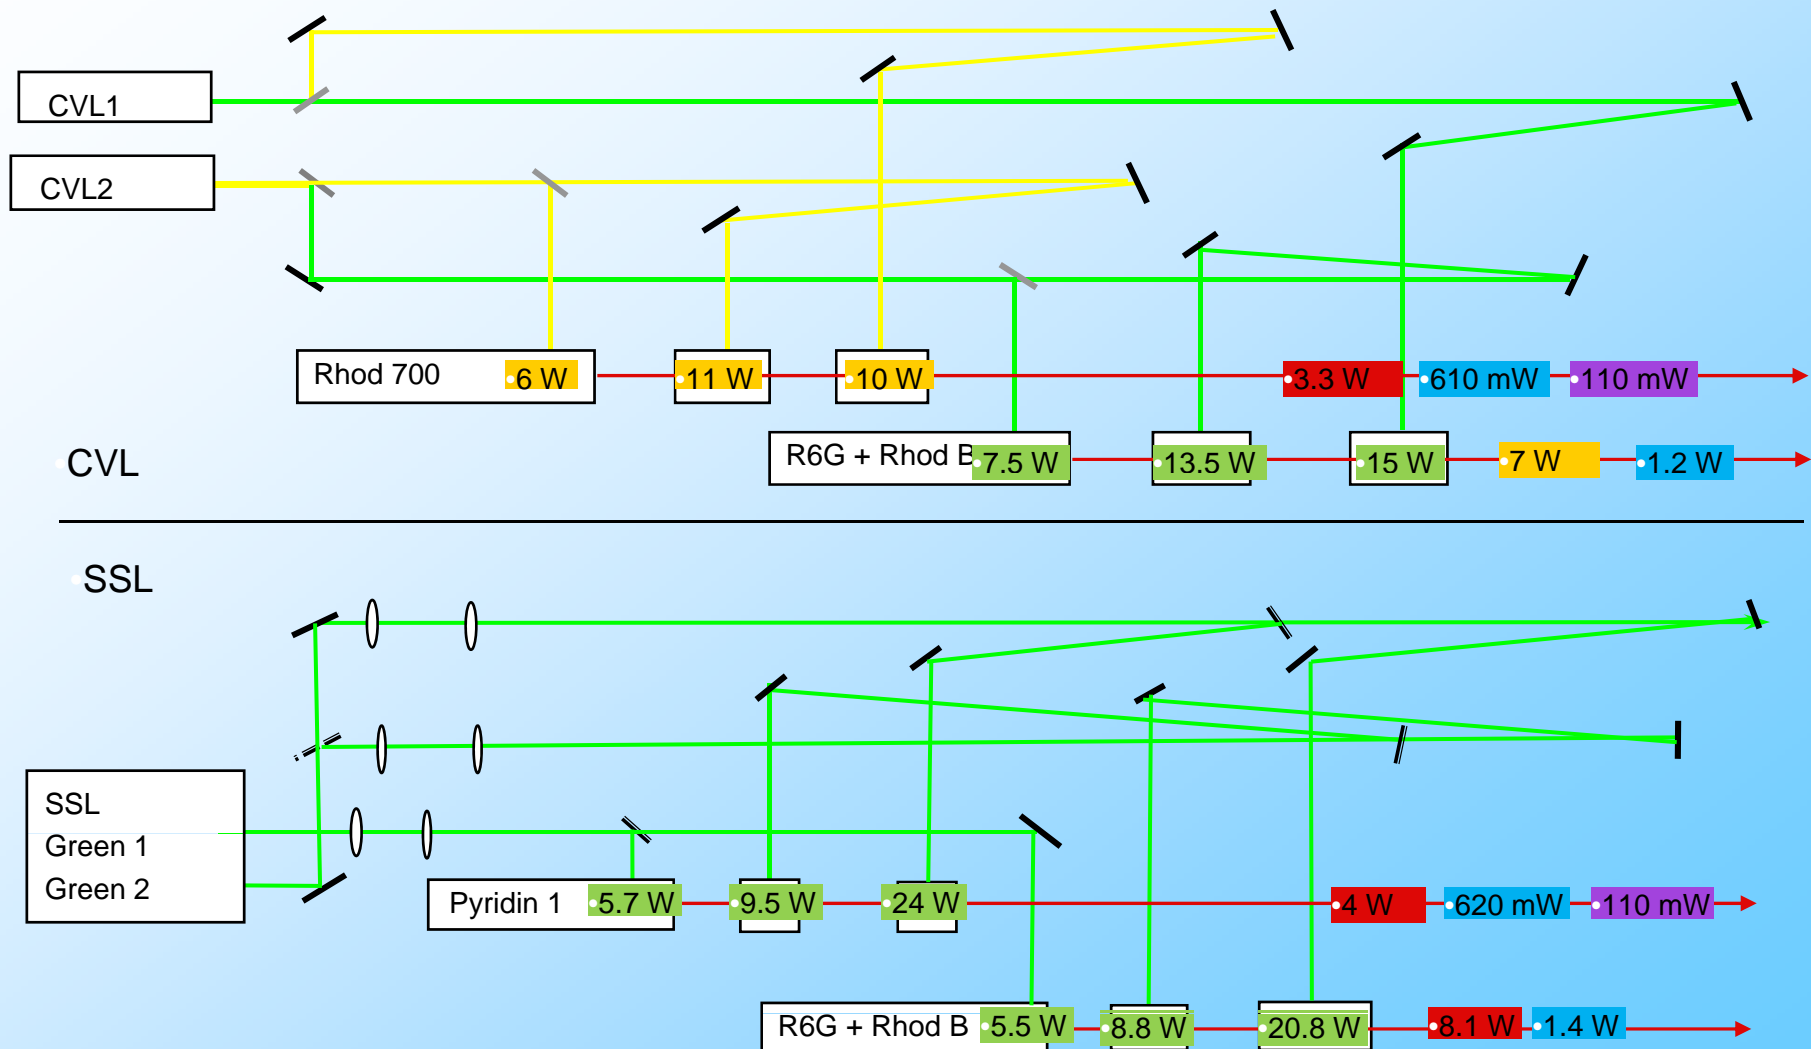 CVL1
CVL2
Rhod 700 6 W 11 W 10 W 3.3 W 610 mW 110 mW
R6G + Rhod B 7.5 W 13.5 W 15 W 7 W 1.2 W
CVL
SSL
SSL
Green 1
Green 2
Pyridin 1 5.7 W 9.5 W 24 W 4 W 620 mW 110 mW
R6G + Rhod B 5.5 W 8.8 W 20.8 W 8.1 W 1.4 W